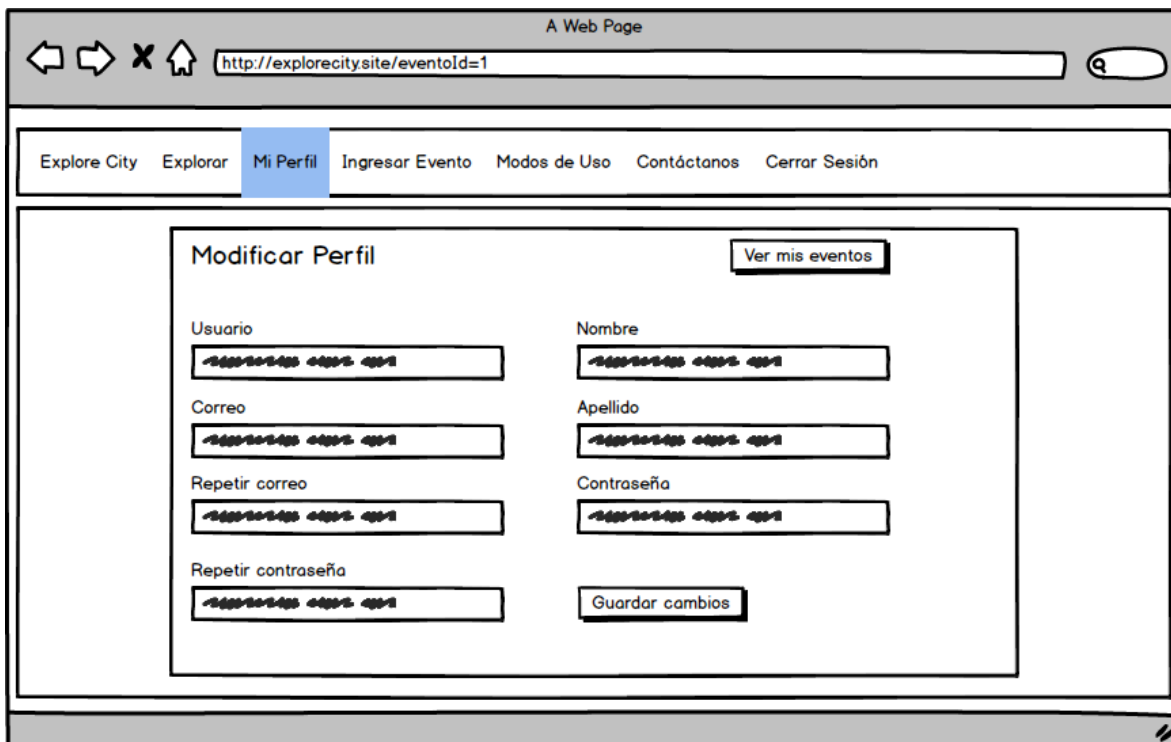 A Web Page
http://explorecity.site/eventoId=1
Explore City Explorar Mi Perfil Ingresar Evento Modos de Uso Contáctanos Cerrar Sesión
Modificar Perfil Ver mis eventos
Usuario Nombre
Correo Apellido
Repetir correo Contraseña
Repetir contraseña
Guardar cambios